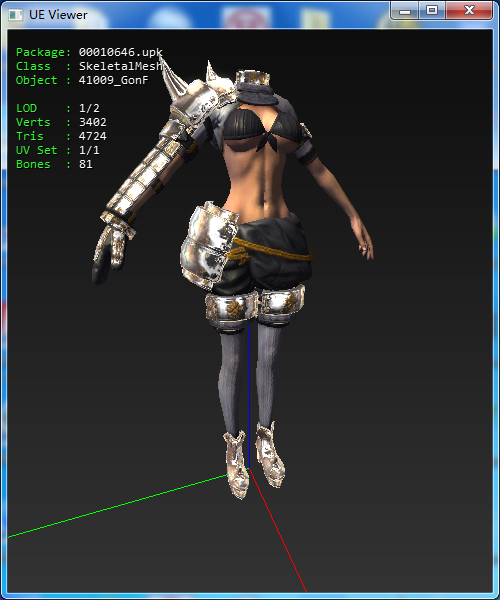 UE Viewer
Package: 00010646.upk
Class : SkeletalMesh
Object : 41009_GonF
LOD : 1/2
Verts : 3402
Tris : 4724
UV Set : 1/1
Bones : 81